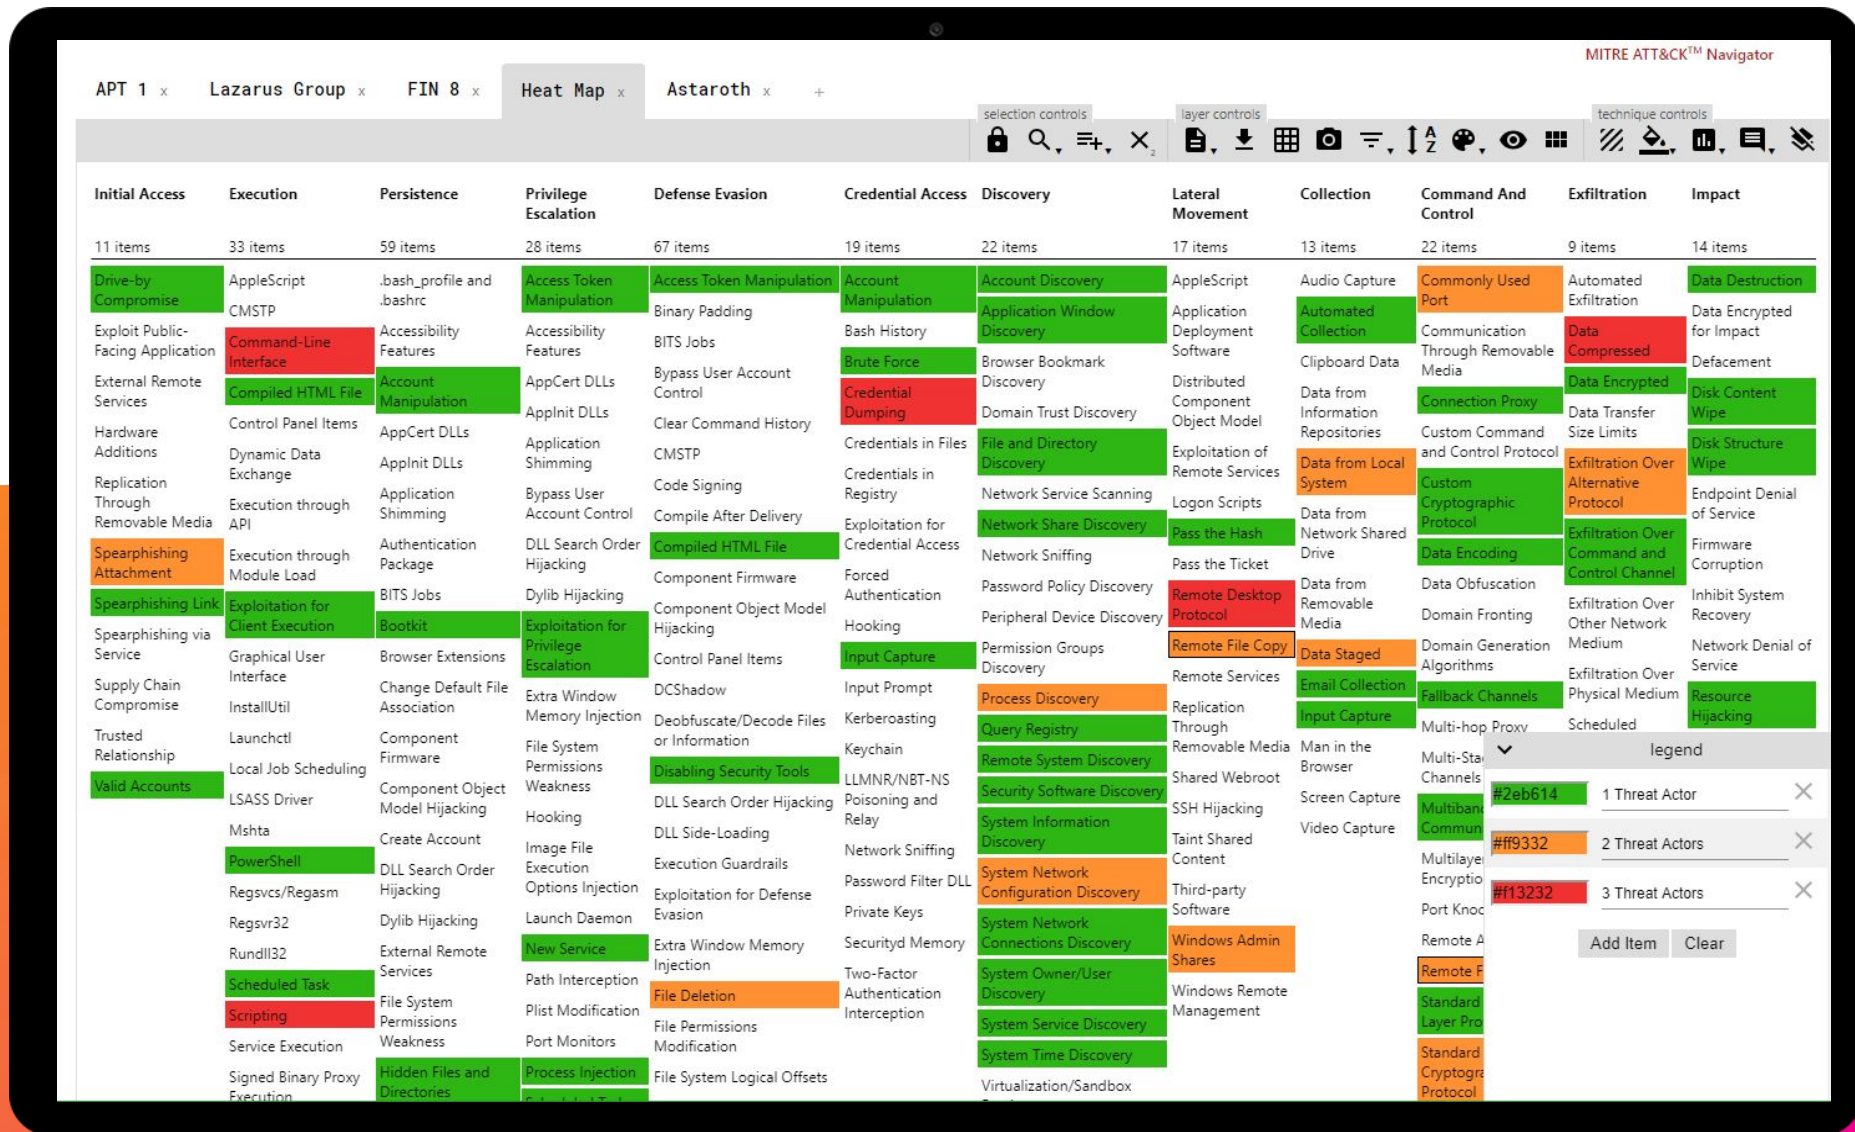 MITRE ATT&CK™ Navigator
APT 1 x
Lazarus Group x
FIN 8 x
Heat Map x
Astaroth x
+
selection controls
layer controls
technique controls
2
A
Z
Initial Access
11 items
Drive-by
Compromise
Exploit Public-
Facing Application
External Remote
Services
Hardware
Additions
Replication
Through
Removable Media
Spearphishing
Attachment
Spearphishing Link
Spearphishing via
Service
Supply Chain
Compromise
Trusted
Relationship
Valid Accounts
Execution
33 items
AppleScript
CMSTP
Command-Line
Interface
Compiled HTML File
Control Panel Items
Dynamic Data
Exchange
Execution through
API
Execution through
Module Load
Exploitation for
Client Execution
Graphical User
Interface
InstallUtil
Launchctl
Local Job Scheduling
LSASS Driver
Mshta
PowerShell
Regsvcs/Regasm
Regsvr32
Rundll32
Scheduled Task
Scripting
Service Execution
Signed Binary Proxy
Execution
Persistence
59 items
.bash_profile and
.bashrc
Accessibility
Features
Account
Manipulation
AppCert DLLs
AppInit DLLs
Application
Shimming
Authentication
Package
BITS Jobs
Bootkit
Browser Extensions
Change Default File
Association
Component
Firmware
Component Object
Model Hijacking
Create Account
DLL Search Order
Hijacking
Dylib Hijacking
External Remote
Services
File System
Permissions
Weakness
Hidden Files and
Directories
Privilege
Escalation
28 items
Access Token
Manipulation
Accessibility
Features
AppCert DLLs
AppInit DLLs
Application
Shimming
Bypass User
Account Control
DLL Search Order
Hijacking
Dylib Hijacking
Exploitation for
Privilege
Escalation
Extra Window
Memory Injection
File System
Permissions
Weakness
Hooking
Image File
Execution
Options Injection
Launch Daemon
New Service
Path Interception
Plist Modification
Port Monitors
Process Injection
Defense Evasion
67 items
Access Token Manipulation
Binary Padding
BITS Jobs
Bypass User Account
Control
Clear Command History
CMSTP
Code Signing
Compile After Delivery
Compiled HTML File
Component Firmware
Component Object Model
Hijacking
Control Panel Items
DCShadow
Deobfuscate/Decode Files
or Information
Disabling Security Tools
DLL Search Order Hijacking
DLL Side-Loading
Execution Guardrails
Exploitation for Defense
Evasion
Extra Window Memory
Injection
File Deletion
File Permissions
Modification
File System Logical Offsets
Credential Access
19 items
Account
Manipulation
Bash History
Brute Force
Credential
Dumping
Credentials in Files
Credentials in
Registry
Exploitation for
Credential Access
Forced
Authentication
Hooking
Input Capture
Input Prompt
Kerberoasting
Keychain
LLMNR/NBT-NS
Poisoning and
Relay
Network Sniffing
Password Filter DLL
Private Keys
Securityd Memory
Two-Factor
Authentication
Interception
Discovery
22 items
Account Discovery
Application Window
Discovery
Browser Bookmark
Discovery
Domain Trust Discovery
File and Directory
Discovery
Network Service Scanning
Network Share Discovery
Network Sniffing
Password Policy Discovery
Peripheral Device Discovery
Permission Groups
Discovery
Process Discovery
Query Registry
Remote System Discovery
Security Software Discovery
System Information
Discovery
System Network
Configuration Discovery
System Network
Connections Discovery
System Owner/User
Discovery
System Service Discovery
System Time Discovery
Virtualization/Sandbox
Lateral
Movement
17 items
AppleScript
Application
Deployment
Software
Distributed
Component
Object Model
Exploitation of
Remote Services
Logon Scripts
Pass the Hash
Pass the Ticket
Remote Desktop
Protocol
Remote File Copy
Remote Services
Replication
Through
Removable Media
Shared Webroot
SSH Hijacking
Taint Shared
Content
Third-party
Software
Windows Admin
Shares
Windows Remote
Management
Collection
13 items
Audio Capture
Automated
Collection
Clipboard Data
Data from
Information
Repositories
Data from Local
System
Data from
Network Shared
Drive
Data from
Removable
Media
Data Staged
Email Collection
Input Capture
Man in the
Browser
Screen Capture
Video Capture
Command And
Control
22 items
Commonly Used
Port
Communication
Through Removable
Media
Connection Proxy
Custom Command
and Control Protocol
Custom
Cryptographic
Protocol
Data Encoding
Data Obfuscation
Domain Fronting
Domain Generation
Algorithms
Fallback Channels
Multi-hop Proxy
Multi-Sta
Channels
Multiban
Commun
Multilaye
Encryptio
Port Knoc
Remote A
Remote F
Standard
Layer Pro
Standard
Cryptogra
Protocol
Exfiltration
9 items
Automated
Exfiltration
Data
Compressed
Data Encrypted
Data Transfer
Size Limits
Exfiltration Over
Alternative
Protocol
Exfiltration Over
Command and
Control Channel
Exfiltration Over
Other Network
Medium
Exfiltration Over
Physical Medium
Scheduled
Impact
14 items
Data Destruction
Data Encrypted
for Impact
Defacement
Disk Content
Wipe
Disk Structure
Wipe
Endpoint Denial
of Service
Firmware
Corruption
Inhibit System
Recovery
Network Denial of
Service
Resource
Hijacking
legend
#2eb614 1 Threat Actor
#ff9332 2 Threat Actors
#f13232 3 Threat Actors
Add Item Clear